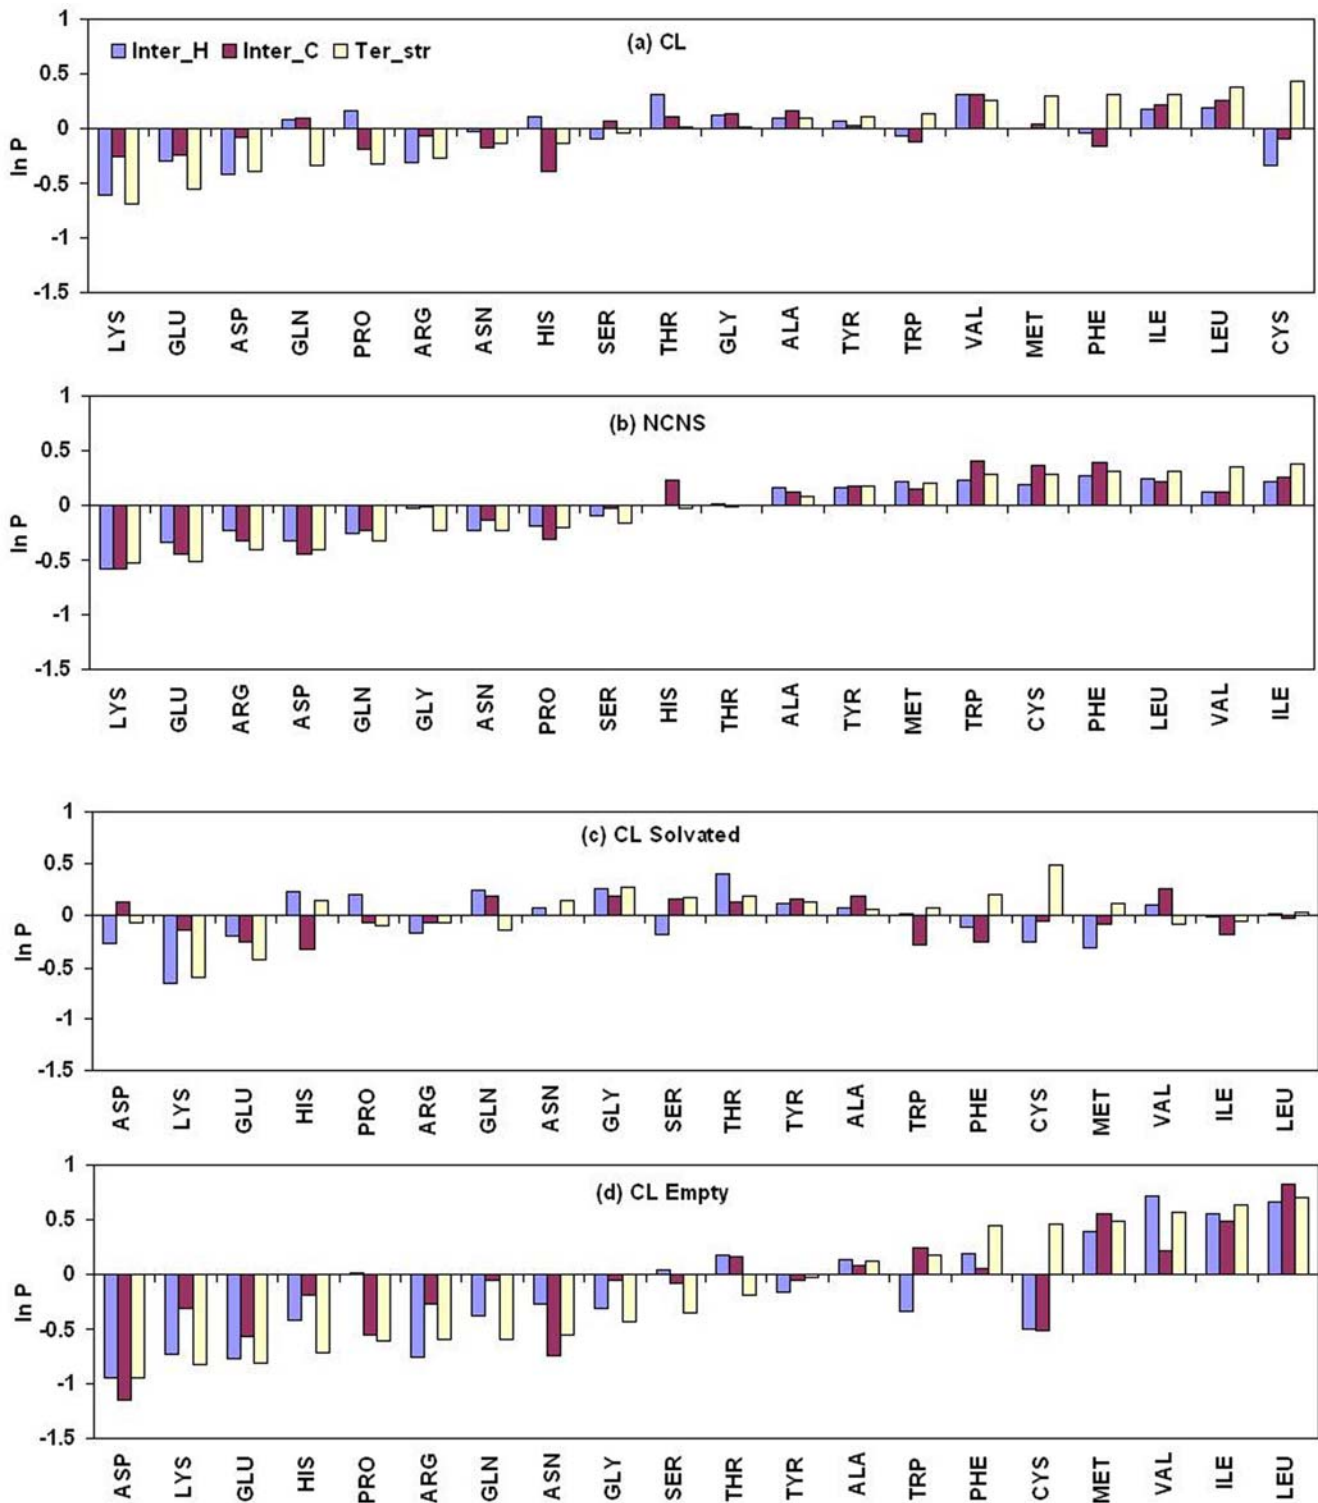 1
(a) CL
Inter_H Inter_C Ter_str
0.5
0
-0.5
-1
-1.5
ln P
LYS GLU ASP GLN PRO ARG ASN HIS SER THR GLY ALA TYR TRP VAL MET PHE ILE LEU CYS
1
(b) NCNS
0.5
0
-0.5
-1
-1.5
ln P
LYS GLU ARG ASP GLN GLY ASN PRO SER HIS THR ALA TYR MET TRP CYS PHE LEU VAL ILE
1
(c) CL Solvated
0.5
0
-0.5
-1
-1.5
ln P
ASP LYS GLU HIS PRO ARG GLN ASN GLY SER THR TYR ALA TRP PHE CYS MET VAL ILE LEU
1
(d) CL Empty
0.5
0
-0.5
-1
-1.5
ln P
ASP LYS GLU HIS PRO ARG GLN ASN GLY SER THR TYR ALA TRP PHE CYS MET VAL ILE LEU